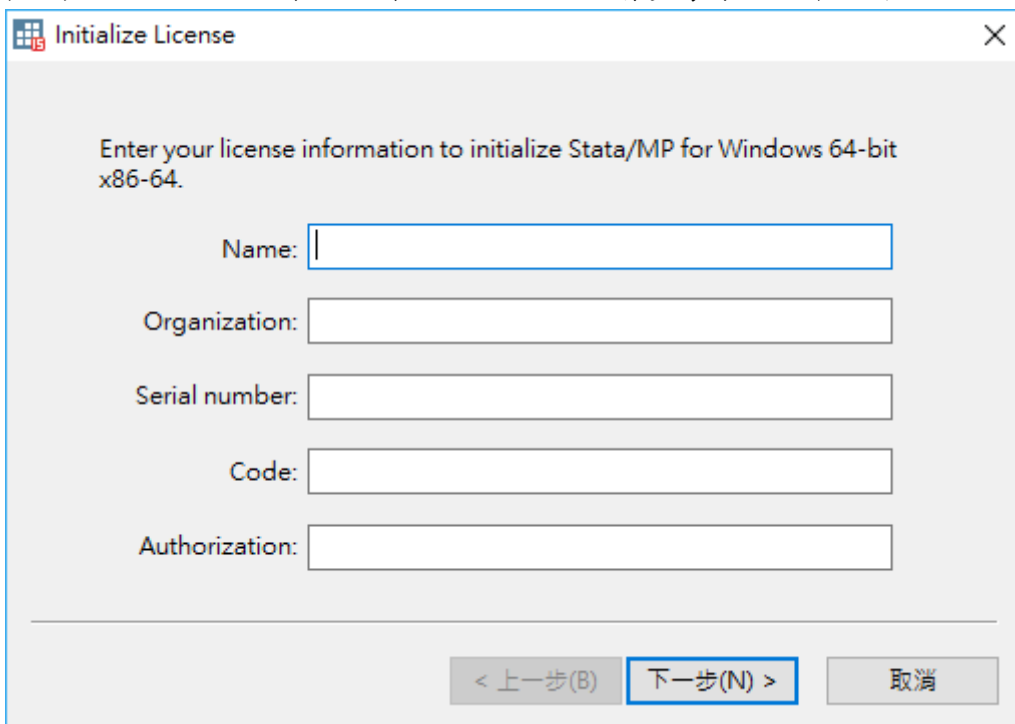 Initialize License
Enter your license information to initialize Stata/MP for Windows 64-bit
x86-64.
Name:
Organization:
Serial number:
Code:
Authorization:
< 上一步(B)
下一步(N) >
取消